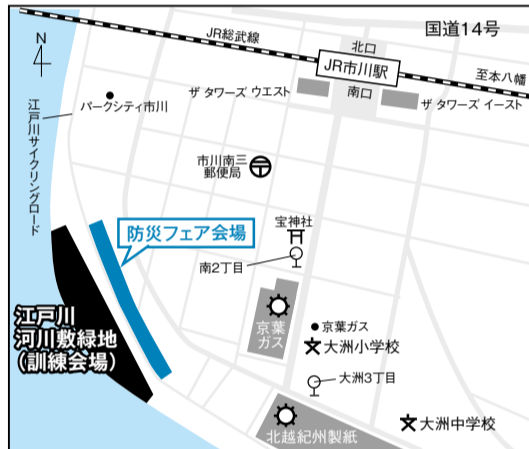 国道14号
N
JR総武線
北口
JR市川駅
至本八幡
南口
ザ タワーズ ウエスト
ザ タワーズ イースト
パークシティ市川
江戸川サイクリングロード
市川南三
郵便局
防災フェア会場
宝神社
南2丁目
江戸川
河川敷緑地
(訓練会場)
京葉
ガス
京葉ガス
大洲小学校
大洲3丁目
大洲中学校
北越紀州製紙